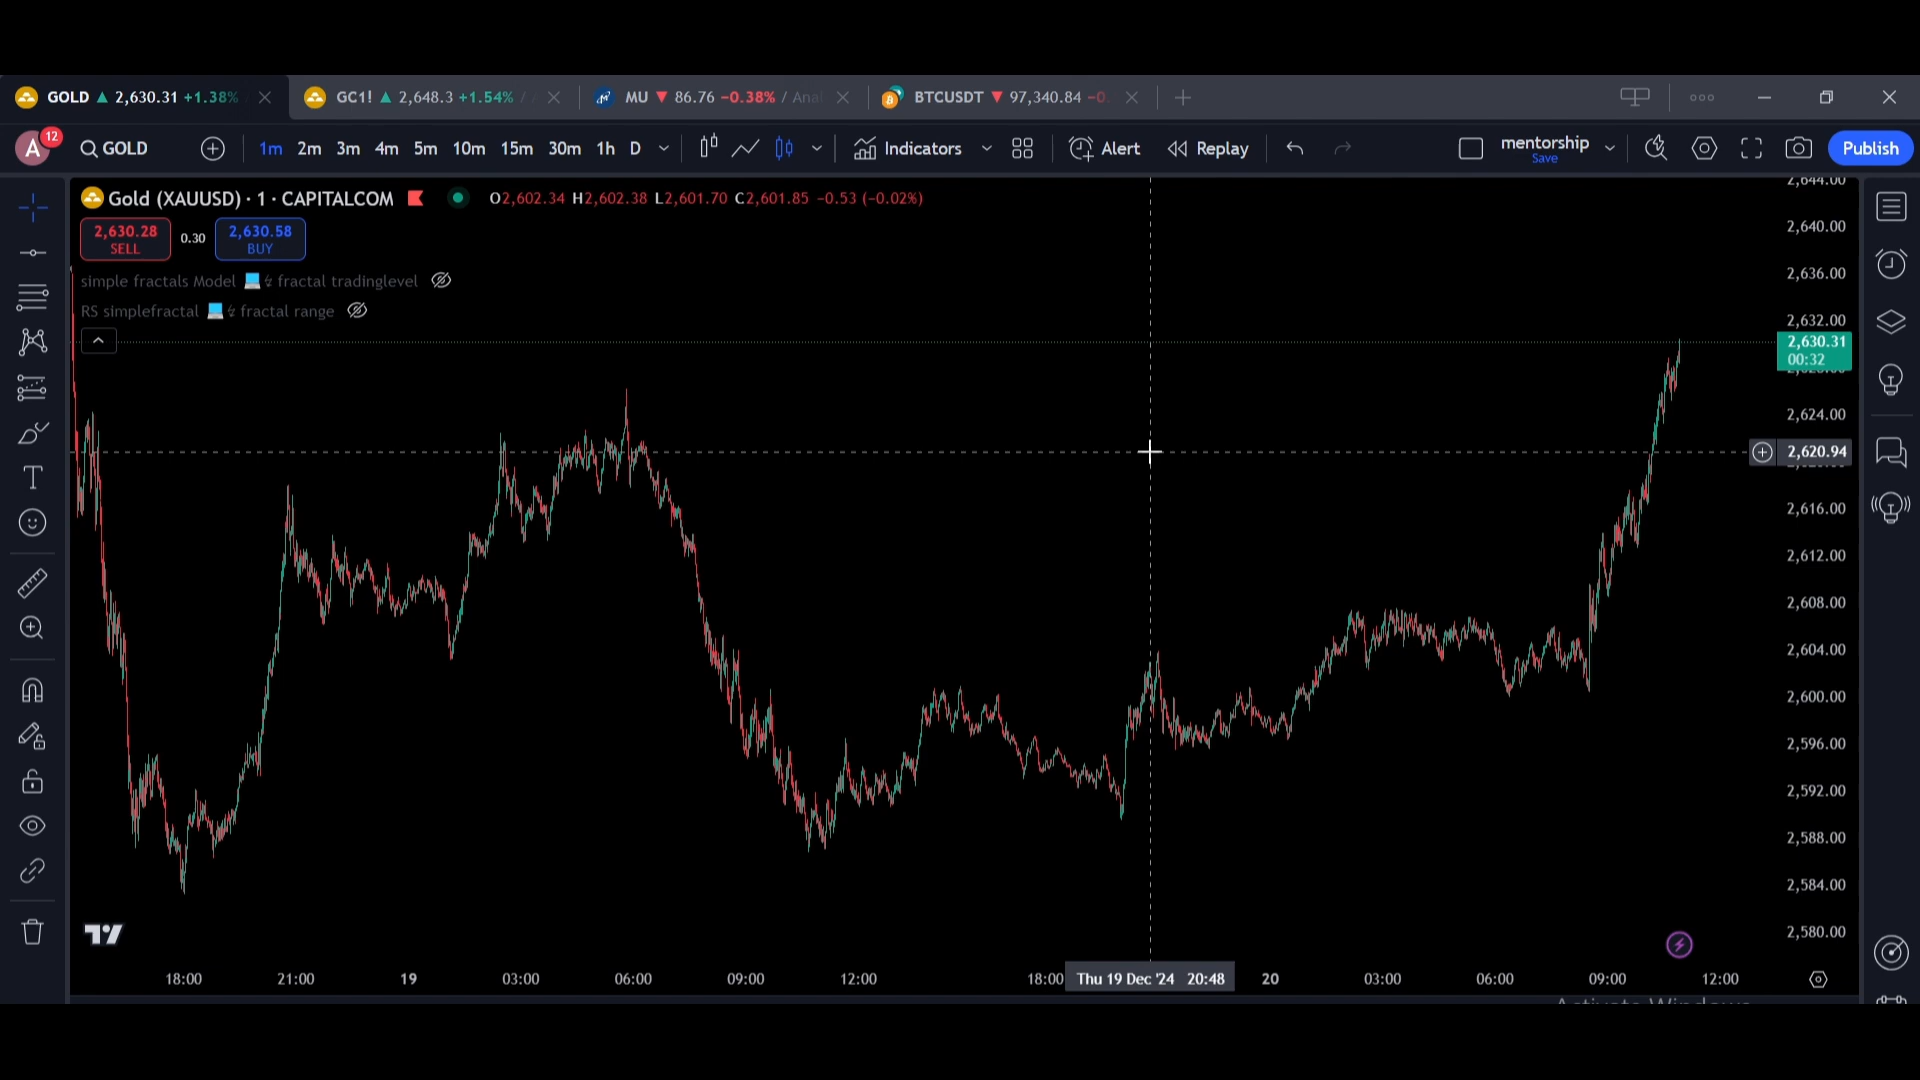 GOLD 2,630.31 +1.38%
GC1! 2,648.3 +1.54% /
MU 86.76 −0.38% / Anal
BTCUSDT 97,340.84 −0.
A 12 GOLD 1m 2m 3m 4m 5m 10m 15m 30m 1h D Indicators Alert Replay mentorship Save Publish
Gold (XAUUSD) · 1 · CAPITALCOM O2,602.34 H2,602.38 L2,601.70 C2,601.85 −0.53 (−0.02%)
2,630.28 SELL 0.30 2,630.58 BUY
simple fractals Model fractal tradinglevel
RS simplefractal fractal range
2,644.00
2,640.00
2,636.00
2,632.00
2,630.31
00:32
2,624.00
2,620.94
2,616.00
2,612.00
2,608.00
2,604.00
2,600.00
2,596.00
2,592.00
2,588.00
2,584.00
2,580.00
18:00 21:00 19 03:00 06:00 09:00 12:00 18:00 Thu 19 Dec '24 20:48 20 03:00 06:00 09:00 12:00